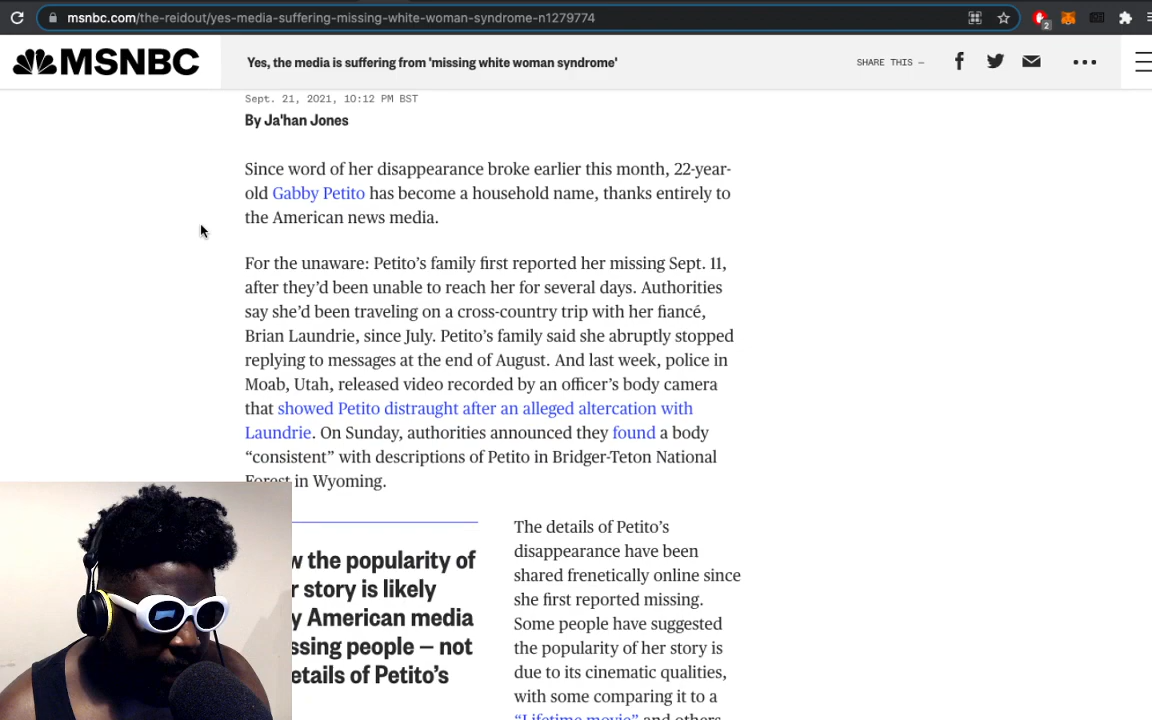 msnbc.com/the-reidout/yes-media-suffering-missing-white-woman-syndrome-n1279774
2
MSNBC
Yes, the media is suffering from 'missing white woman syndrome'
SHARE THIS —
Sept. 21, 2021, 10:12 PM BST
By Ja'han Jones
Since word of her disappearance broke earlier this month, 22-year-
old Gabby Petito has become a household name, thanks entirely to
the American news media.
For the unaware: Petito’s family first reported her missing Sept. 11,
after they’d been unable to reach her for several days. Authorities
say she’d been traveling on a cross-country trip with her fiancé,
Brian Laundrie, since July. Petito’s family said she abruptly stopped
replying to messages at the end of August. And last week, police in
Moab, Utah, released video recorded by an officer’s body camera
that showed Petito distraught after an alleged altercation with
Laundrie. On Sunday, authorities announced they found a body
“consistent” with descriptions of Petito in Bridger-Teton National
Forest in Wyoming.
the popularity of
story is likely
American media
people — not
of Petito’s
The details of Petito’s
disappearance have been
shared frenetically online since
she first reported missing.
Some people have suggested
the popularity of her story is
due to its cinematic qualities,
with some comparing it to a
“Lifetime movie” and others